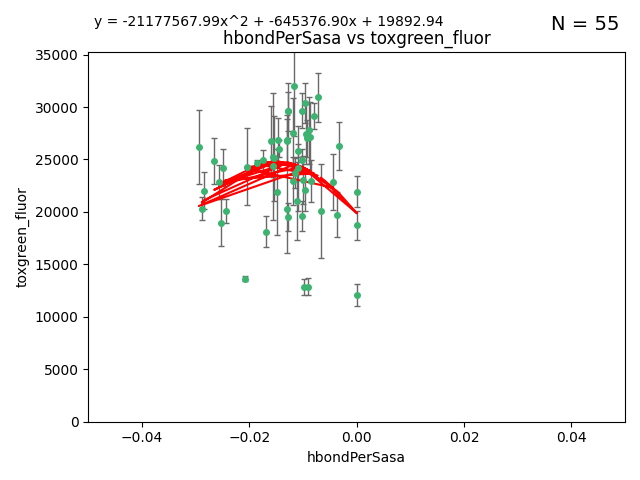 y = -21177567.99x^2 + -645376.90x + 19892.94
N = 55
hbondPerSasa vs toxgreen_fluor
toxgreen_fluor
35000
30000
25000
20000
15000
10000
5000
0
−0.04
−0.02
0.00
0.02
0.04
hbondPerSasa